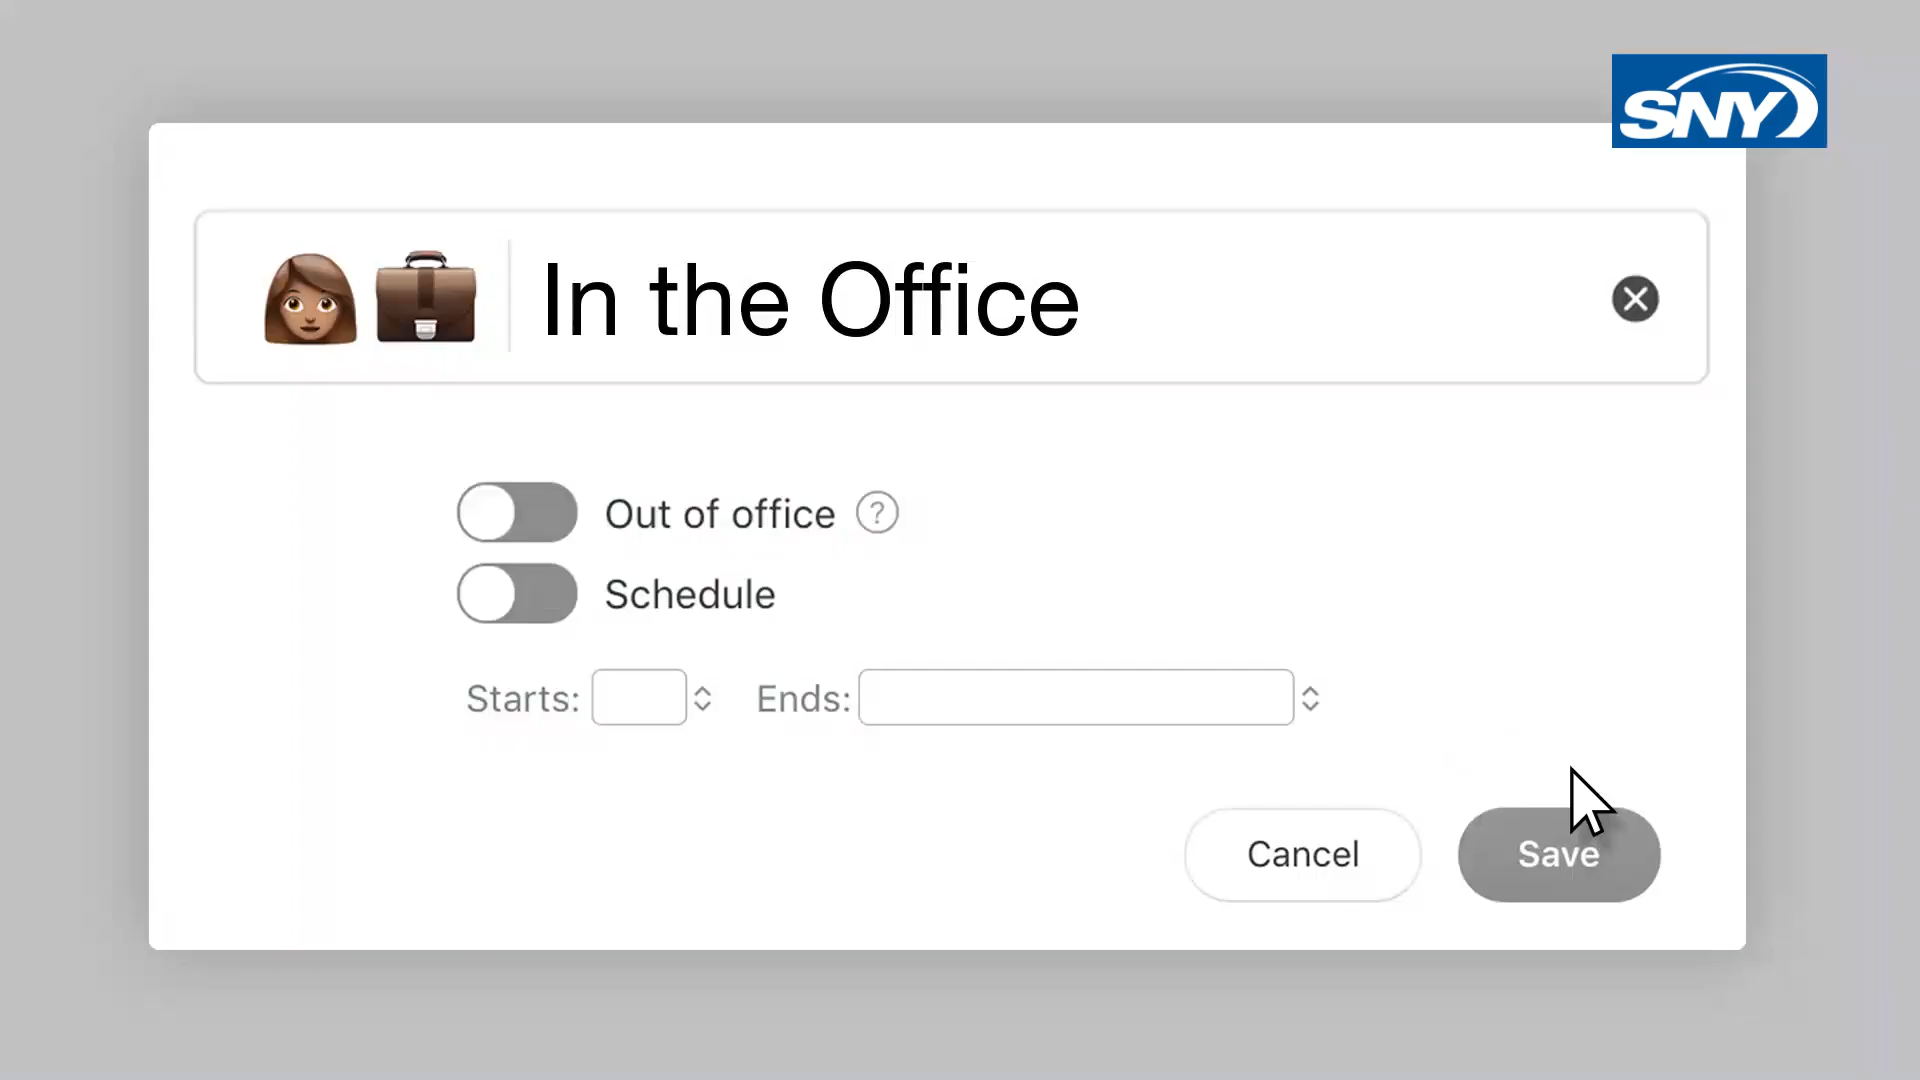 SNY
In the Office
Out of office ?
Schedule
Starts: Ends:
Cancel Save